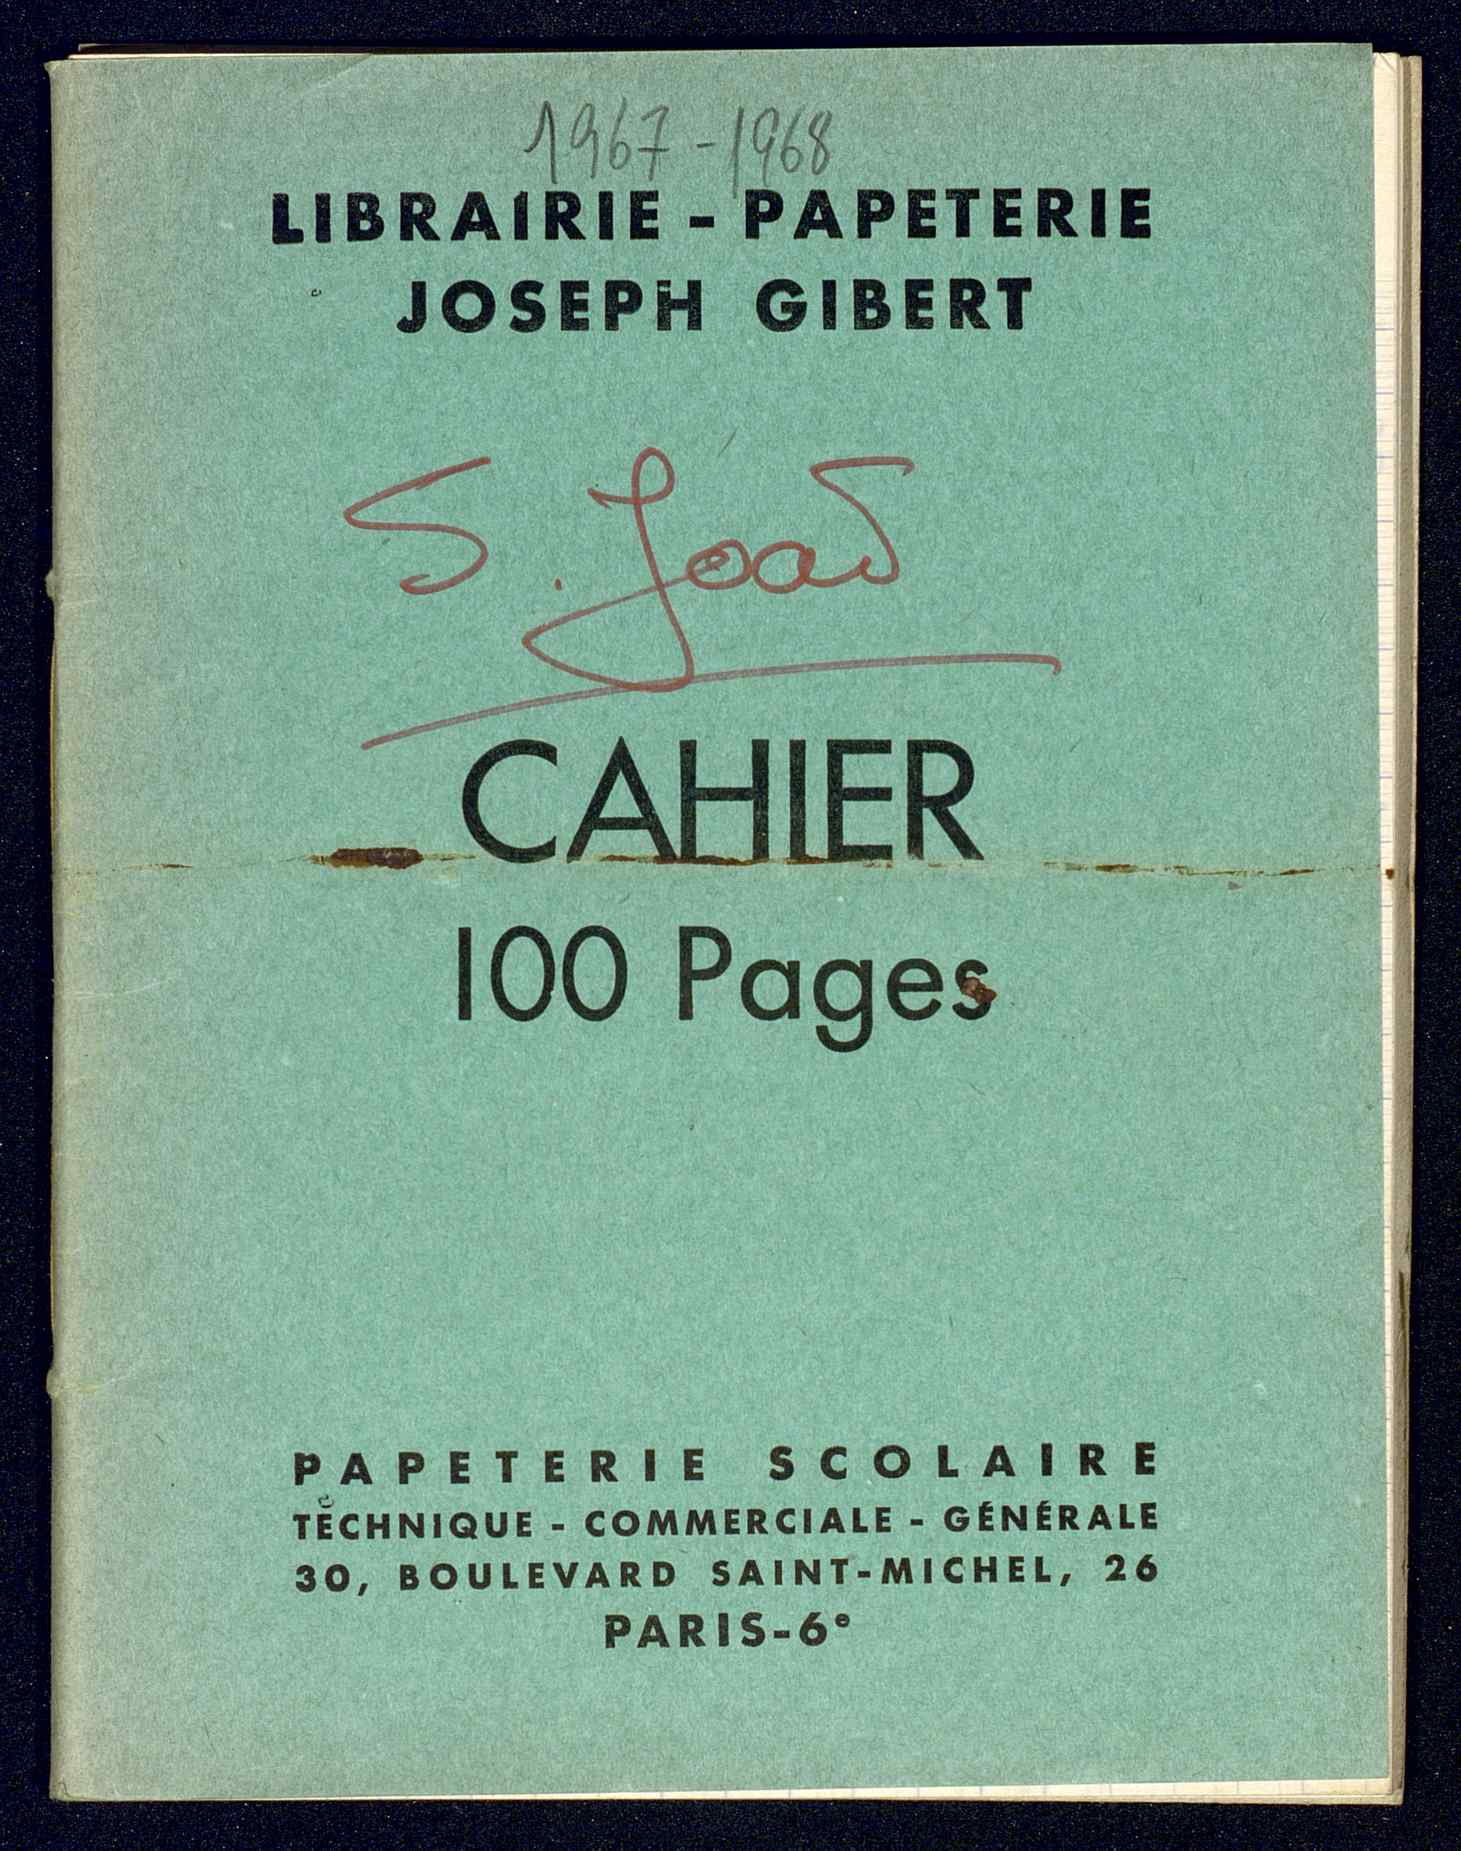 1967-1968
LIBRAIRIE - PAPETERIE
JOSEPH GIBERT
S. Joao
CAHIER
100 Pages
PAPETERIE SCOLAIRE
TECHNIQUE - COMMERCIALE - GÉNÉRALE
30, BOULEVARD SAINT-MICHEL, 26
PARIS-6e